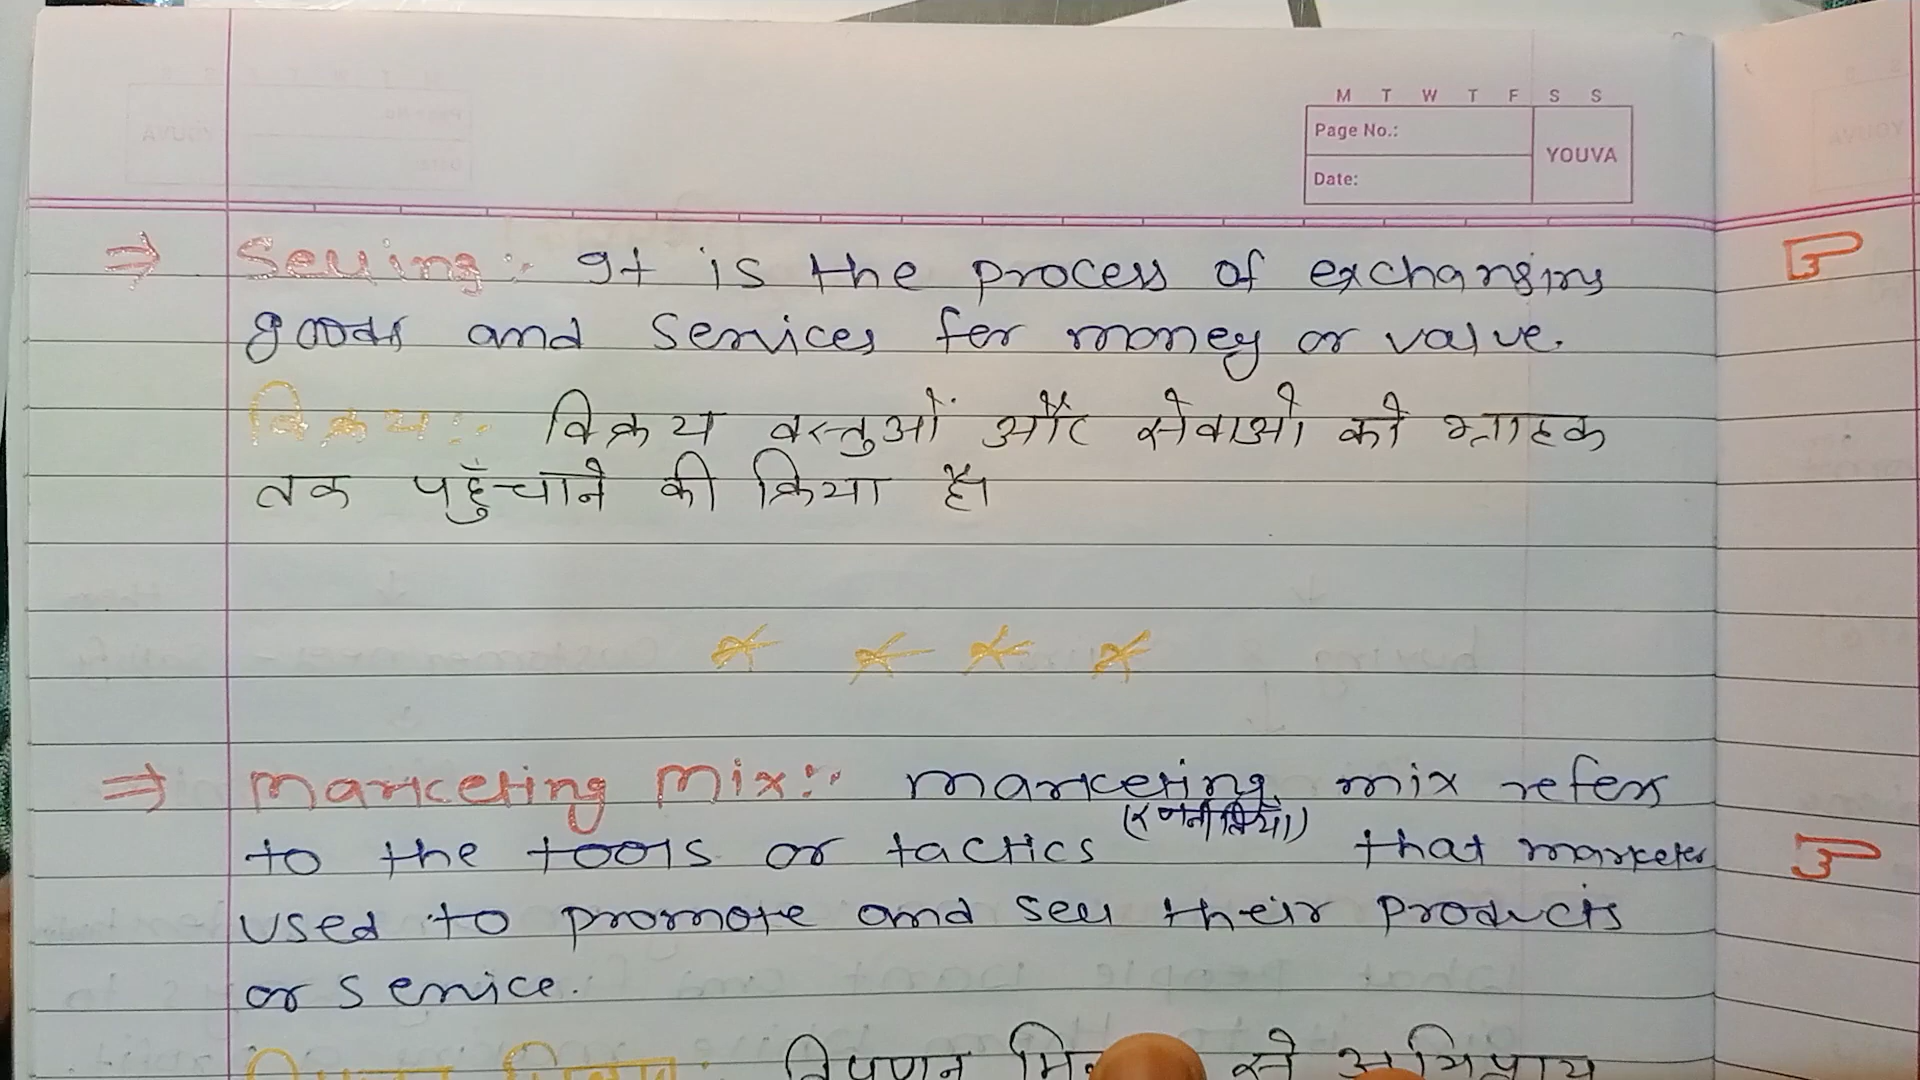 M T W T F S S
Page No.:
YOUVA
Date:
⇒ Selling:- It is the process of exchanging
goods and services for money or value.
विक्रय:- विक्रय वस्तुओं और सेवाओं को ग्राहक
तक पहुँचाने की क्रिया है।
⇒ Marketing Mix:- marketing mix refers
(रणनीतियों)
to the tools or tactics that marketer
used to promote and sell their products
or service.
विपणन मिश्रण: विपणन से अभिप्राय